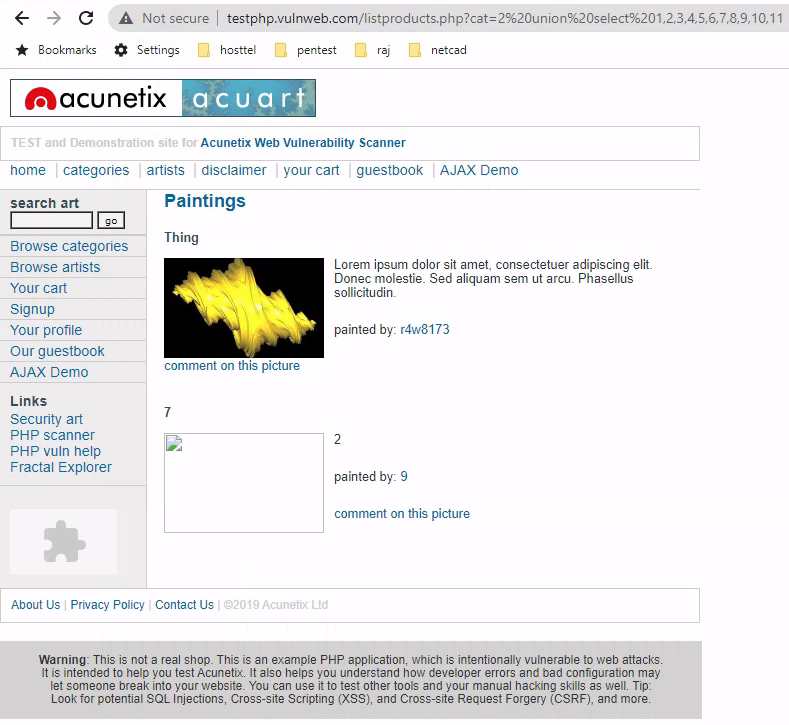 Not secure | testphp.vulnweb.com/listproducts.php?cat=2%20union%20select%201,2,3,4,5,6,7,8,9,10,11
Bookmarks Settings hosttel pentest raj netcad
acunetix acuart
TEST and Demonstration site for Acunetix Web Vulnerability Scanner
home | categories | artists | disclaimer | your cart | guestbook | AJAX Demo
search art
go
Browse categories
Browse artists
Your cart
Signup
Your profile
Our guestbook
AJAX Demo
Links
Security art
PHP scanner
PHP vuln help
Fractal Explorer
Paintings
Thing
Lorem ipsum dolor sit amet, consectetuer adipiscing elit.
Donec molestie. Sed aliquam sem ut arcu. Phasellus
sollicitudin.
painted by: r4w8173
comment on this picture
7
2
painted by: 9
comment on this picture
About Us | Privacy Policy | Contact Us | ©2019 Acunetix Ltd
Warning: This is not a real shop. This is an example PHP application, which is intentionally vulnerable to web attacks.
It is intended to help you test Acunetix. It also helps you understand how developer errors and bad configuration may
let someone break into your website. You can use it to test other tools and your manual hacking skills as well. Tip:
Look for potential SQL Injections, Cross-site Scripting (XSS), and Cross-site Request Forgery (CSRF), and more.